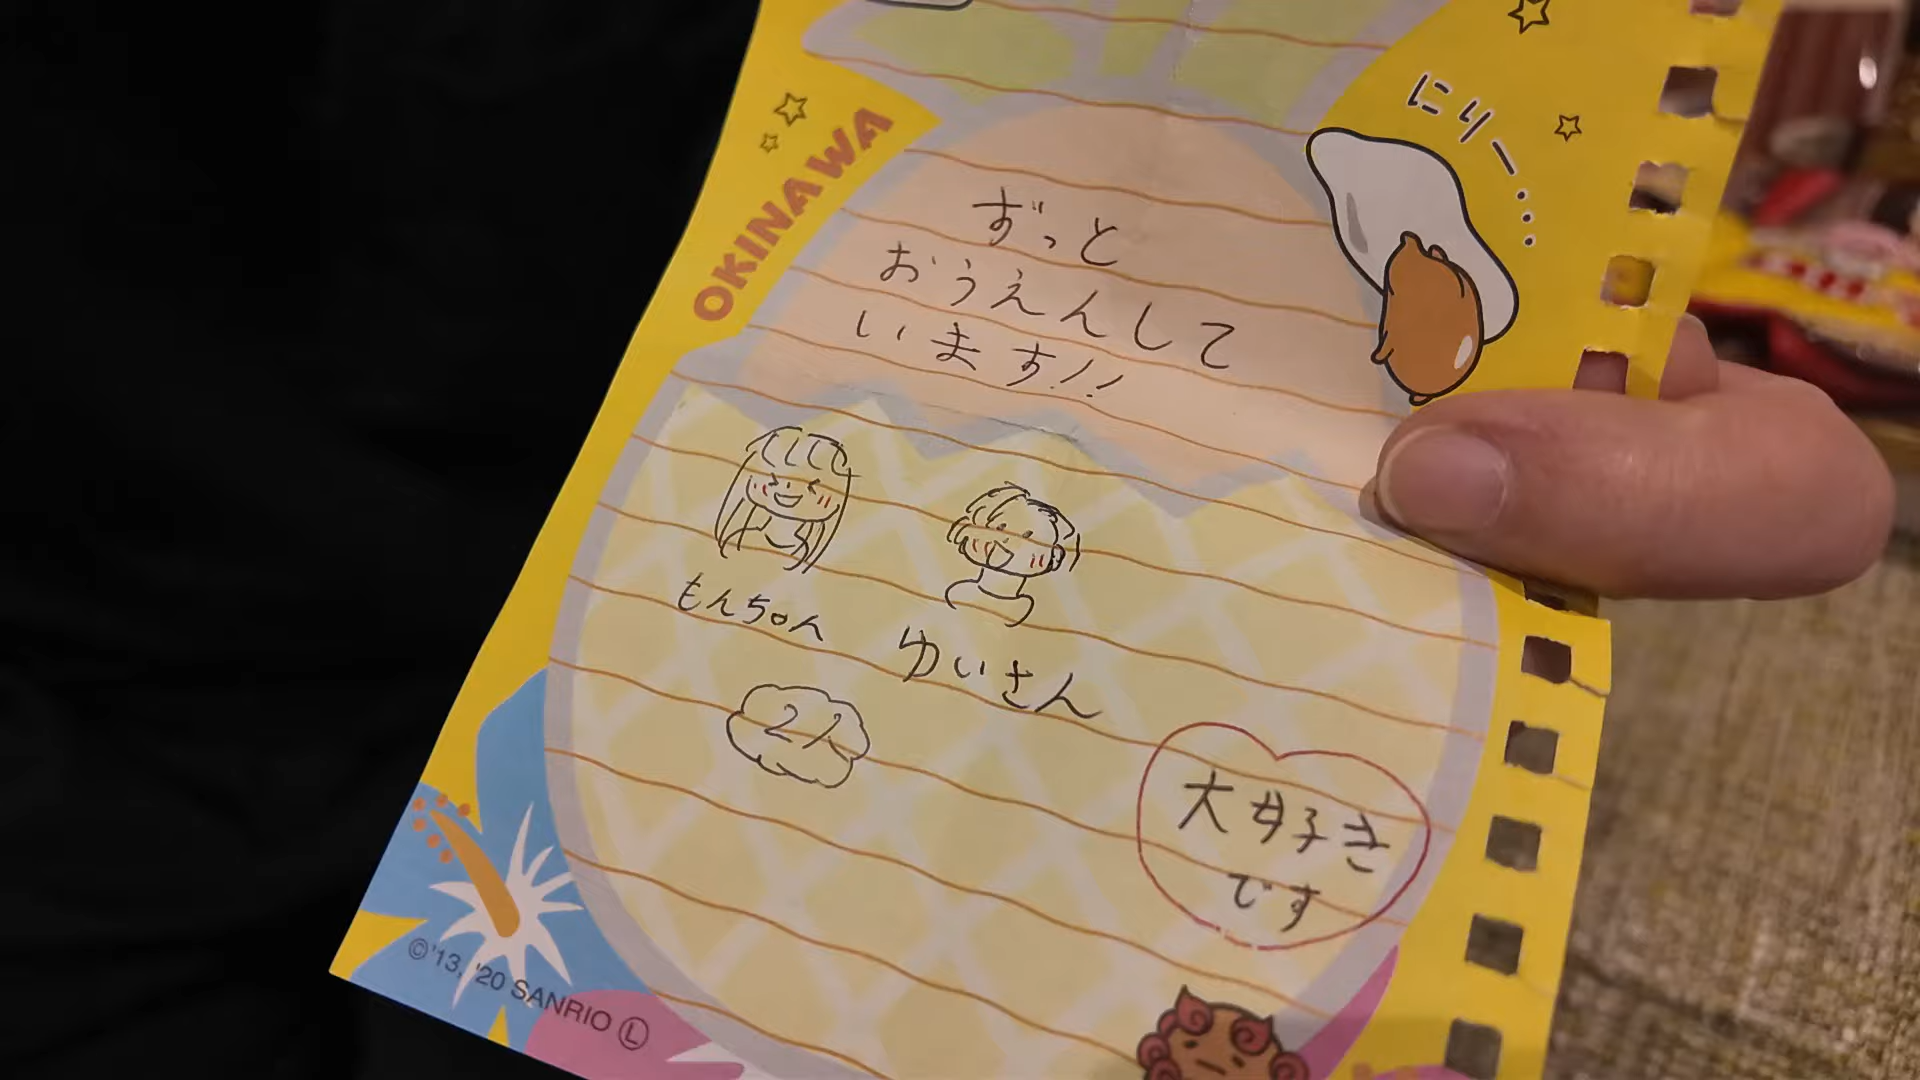 OKINAWA
にりー…
ずっと
おうえんして
います!!
もんちゃん
ゆいさん
2人
大好き
です
©'13, '20 SANRIO Ⓛ